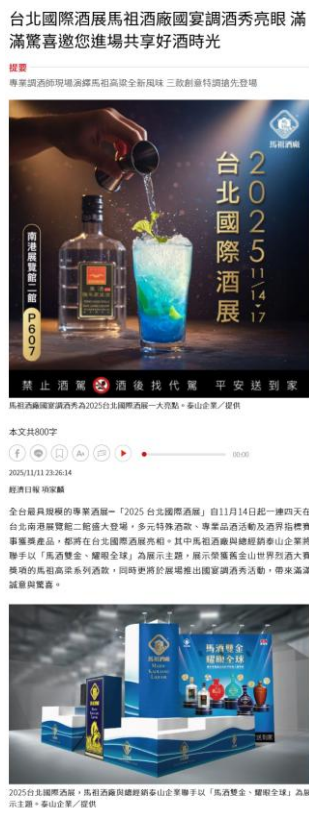 台北國際酒展馬祖酒廠國宴調酒秀亮眼 滿
滿驚喜邀您進場共享好酒時光
提要
專業調酒師現場演繹馬祖高粱全新風味 三款創意特調搶先登場
馬祖酒廠
2025 11/14-17
台北國際酒展
南港展覽館二館 P607
禁止酒駕 酒後找代駕 平安送到家
馬祖酒廠國宴調酒秀為2025台北國際酒展一大亮點。泰山企業／提供
本文共800字
00:00
2025/11/11 23:26:14
經濟日報 項家麟
全台最具規模的專業酒展─「2025 台北國際酒展」自11月14日起一連四天在
台北南港展覽館二館盛大登場，多元特殊酒款、專業品酒活動及酒界指標賽
事獲獎產品，都將在台北國際酒展亮相。其中馬祖酒廠與總經銷泰山企業將
聯手以「馬酒雙金、耀眼全球」為展示主題，展示榮獲舊金山世界烈酒大賽
獎項的馬祖高粱系列酒款，同時更將於展場推出國宴調酒秀活動，帶來滿滿
誠意與驚喜。
馬祖酒廠
馬酒雙金
耀眼全球
2025台北國際酒展，馬祖酒廠與總經銷泰山企業聯手以「馬酒雙金、耀眼全球」為展
示主題。泰山企業／提供